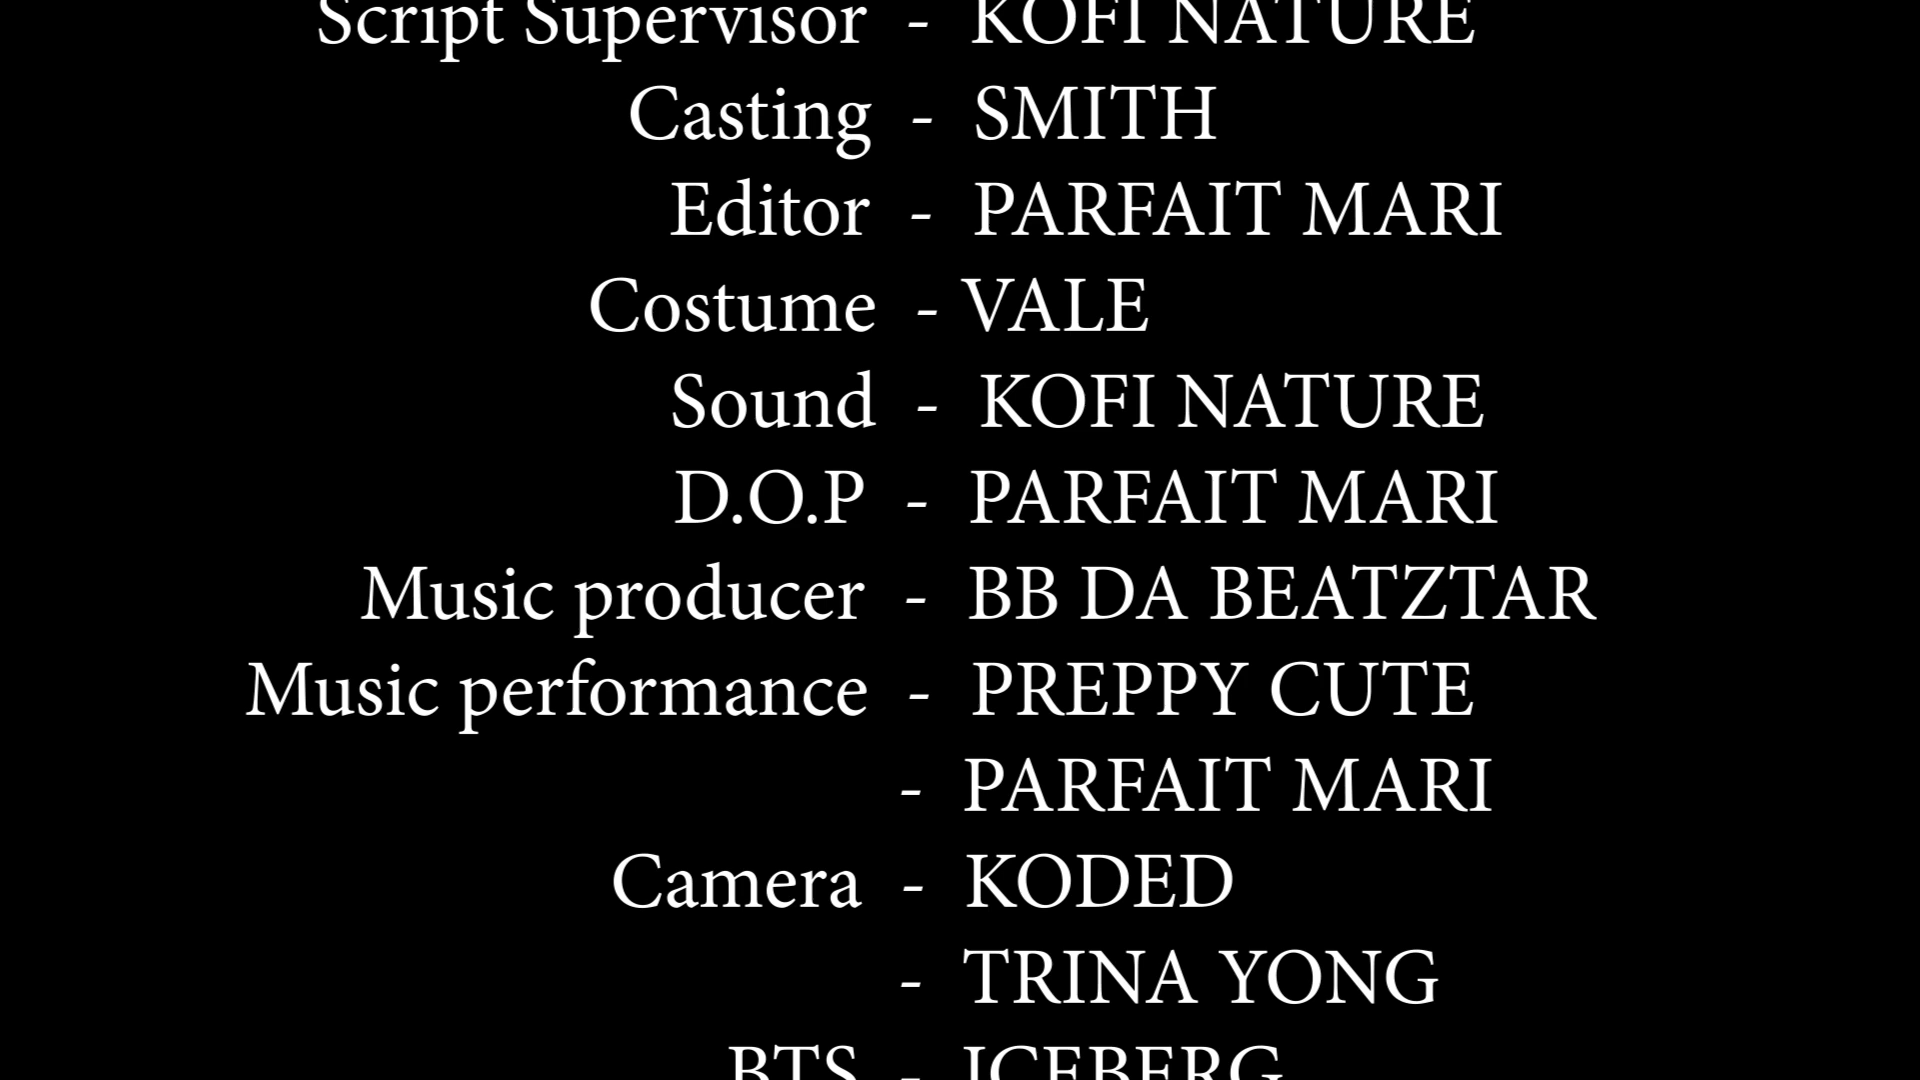 Script Supervisor - KOFI NATURE
Casting - SMITH
Editor - PARFAIT MARI
Costume - VALE
Sound - KOFI NATURE
D.O.P - PARFAIT MARI
Music producer - BB DA BEATZTAR
Music performance - PREPPY CUTE
- PARFAIT MARI
Camera - KODED
- TRINA YONG
BTS - ICEBERG